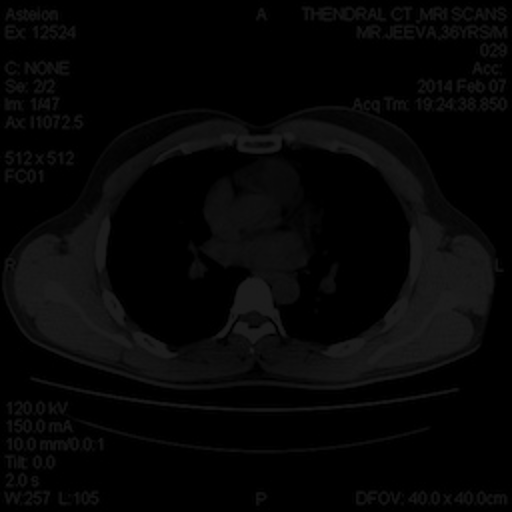 Asteion
Ex: 12524
C: NONE
Se: 2/2
Im: 1/47
Ax: I1072.5
512 x 512
FC01
A
THENDRAL CT_MRI SCANS
MR.JEEVA,36YRS/M
029
Acc:
2014 Feb 07
Acq Tm: 19:24:38.850
R
L
120.0 kV
150.0 mA
10.0 mm/0.0:1
Tilt: 0.0
2.0 s
W:257 L:105
P
DFOV: 40.0 x 40.0cm